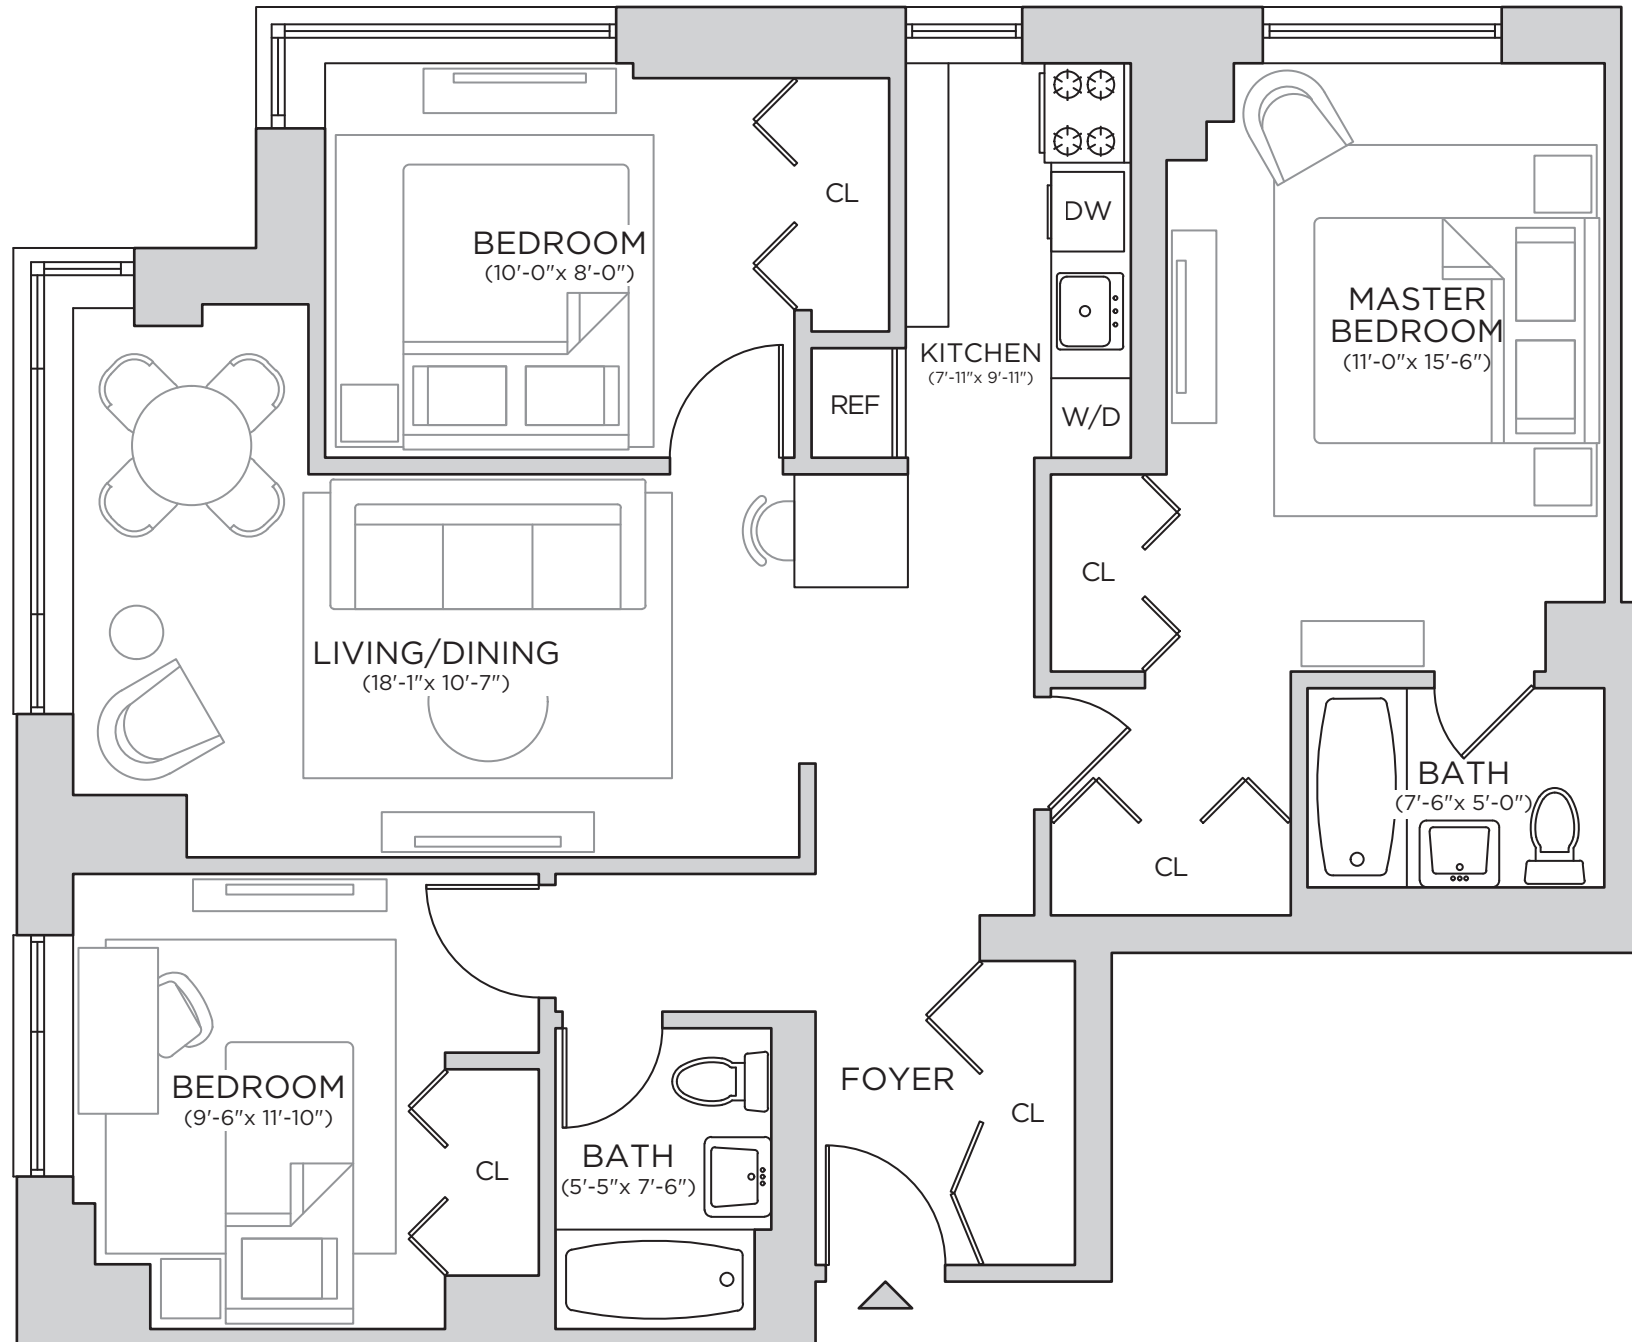 CL
BEDROOM
(10'-0"x 8'-0")
DW
MASTER
BEDROOM
(11'-0"x 15'-6")
KITCHEN
(7'-11"x 9'-11")
REF
W/D
CL
LIVING/DINING
(18'-1"x 10'-7")
BATH
(7'-6"x 5'-0")
CL
FOYER
BEDROOM
(9'-6"x 11'-10")
CL
BATH
(5'-5"x 7'-6")
CL